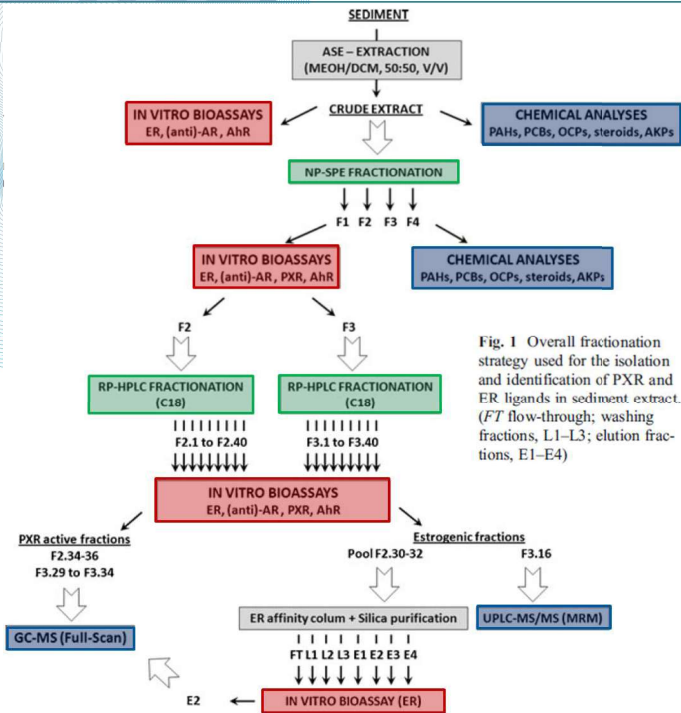 SEDIMENT
ASE – EXTRACTION
(MEOH/DCM, 50:50, V/V)
IN VITRO BIOASSAYS
ER, (anti)-AR , AhR
CRUDE EXTRACT
CHEMICAL ANALYSES
PAHs, PCBs, OCPs, steroids, AKPs
NP-SPE FRACTIONATION
F1 F2 F3 F4
IN VITRO BIOASSAYS
ER, (anti)-AR , PXR, AhR
CHEMICAL ANALYSES
PAHs, PCBs, OCPs, steroids, AKPs
F2
F3
RP-HPLC FRACTIONATION
(C18)
RP-HPLC FRACTIONATION
(C18)
Fig. 1 Overall fractionation
strategy used for the isolation
and identification of PXR and
ER ligands in sediment extract.
(FT flow-through; washing
fractions, L1–L3; elution frac-
tions, E1–E4)
F2.1 to F2.40
F3.1 to F3.40
IN VITRO BIOASSAYS
ER, (anti)-AR , PXR, AhR
PXR active fractions
F2.34-36
F3.29 to F3.34
Estrogenic fractions
Pool F2.30-32
F3.16
GC-MS (Full-Scan)
ER affinity colum + Silica purification
UPLC-MS/MS (MRM)
FT L1 L2 L3 E1 E2 E3 E4
E2
IN VITRO BIOASSAY (ER)